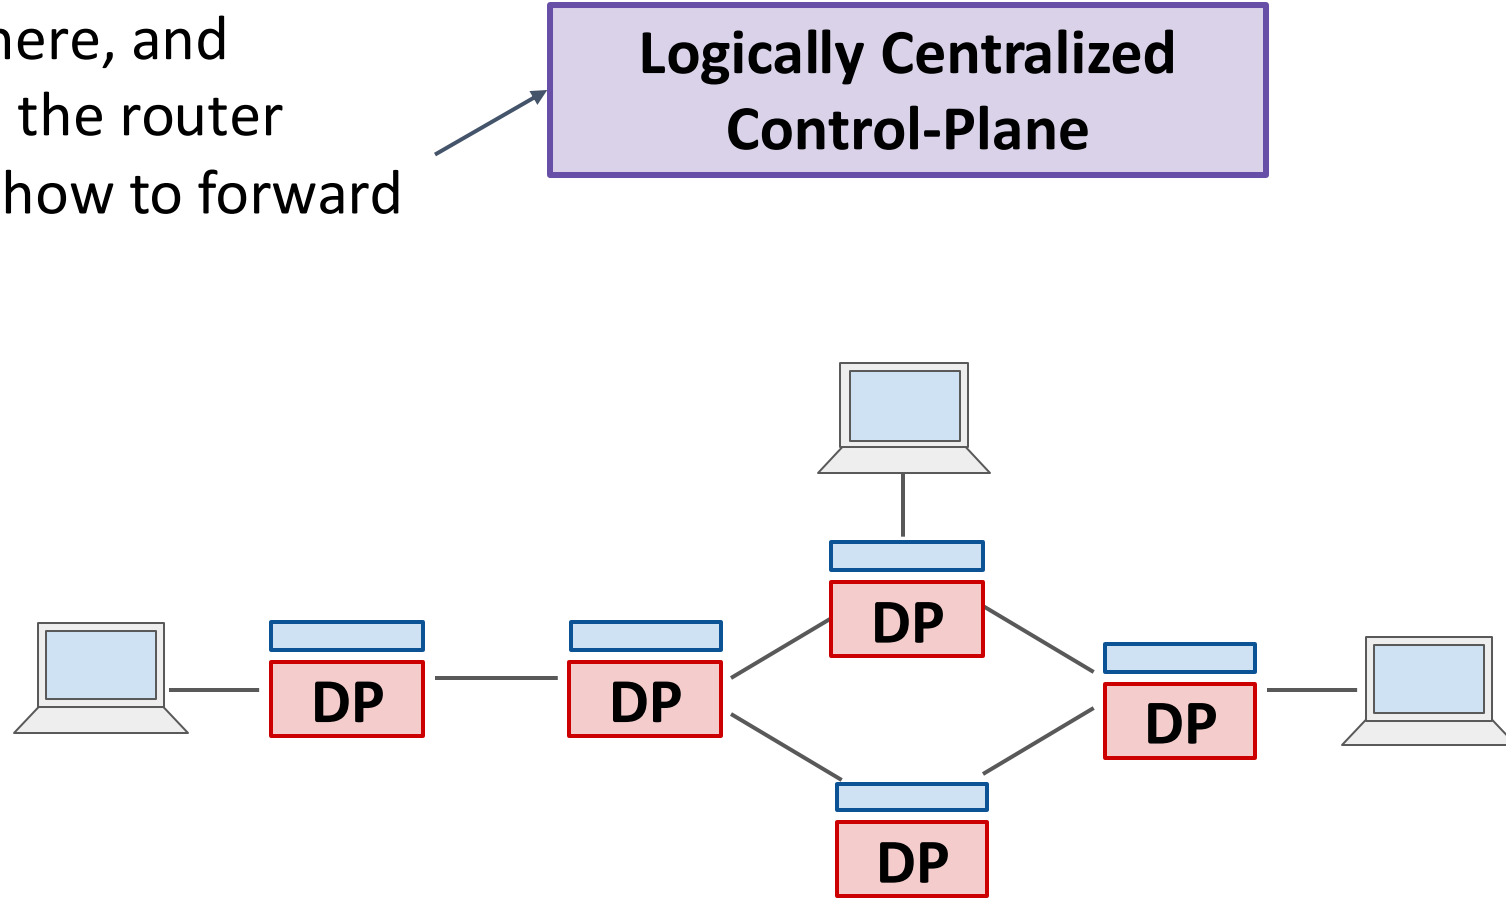 here, and
the router
how to forward
Logically Centralized
Control-Plane
DP
DP
DP
DP
DP